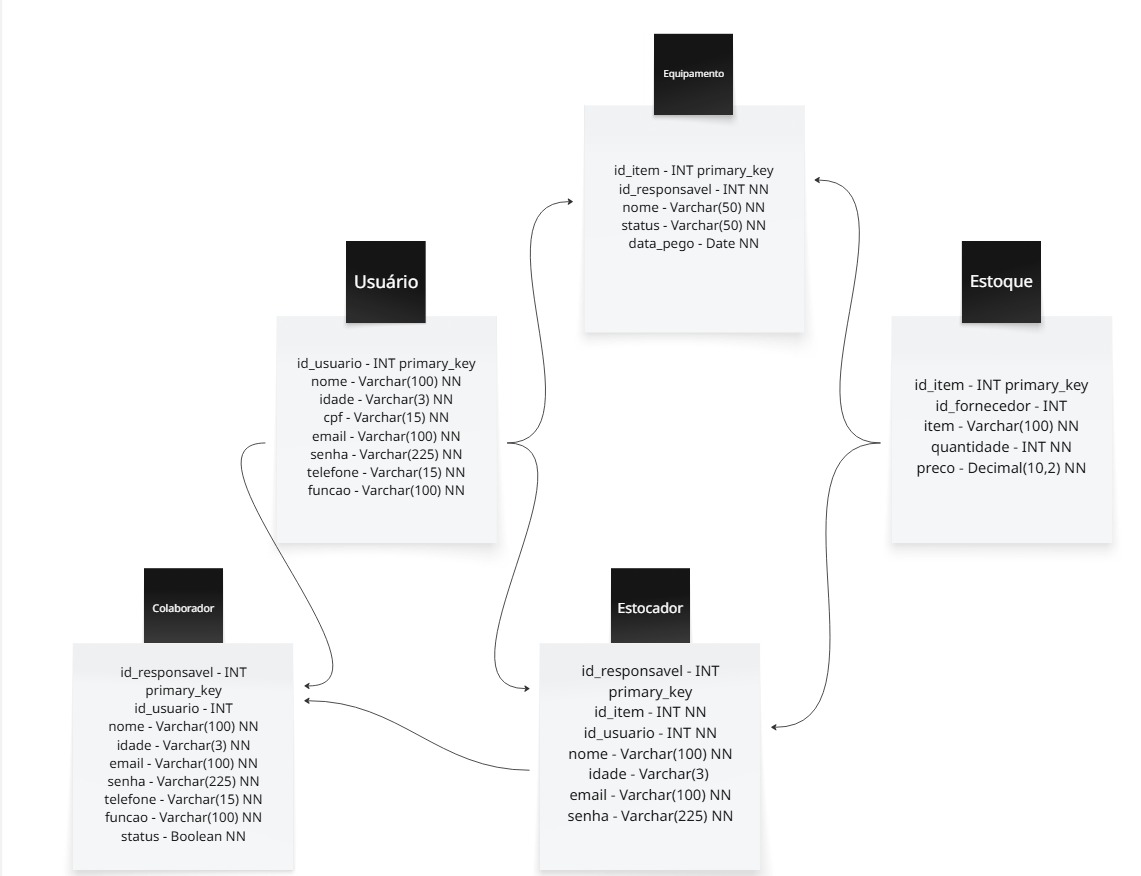 Equipamento
id_item - INT primary_key
id_responsavel - INT NN
nome - Varchar(50) NN
status - Varchar(50) NN
data_pego - Date NN
Usuário
id_usuario - INT primary_key
nome - Varchar(100) NN
idade - Varchar(3) NN
cpf - Varchar(15) NN
email - Varchar(100) NN
senha - Varchar(225) NN
telefone - Varchar(15) NN
funcao - Varchar(100) NN
Estoque
id_item - INT primary_key
id_fornecedor - INT
item - Varchar(100) NN
quantidade - INT NN
preco - Decimal(10,2) NN
Colaborador
id_responsavel - INT
primary_key
id_usuario - INT
nome - Varchar(100) NN
idade - Varchar(3) NN
email - Varchar(100) NN
senha - Varchar(225) NN
telefone - Varchar(15) NN
funcao - Varchar(100) NN
status - Boolean NN
Estocador
id_responsavel - INT
primary_key
id_item - INT NN
id_usuario - INT NN
nome - Varchar(100) NN
idade - Varchar(3)
email - Varchar(100) NN
senha - Varchar(225) NN